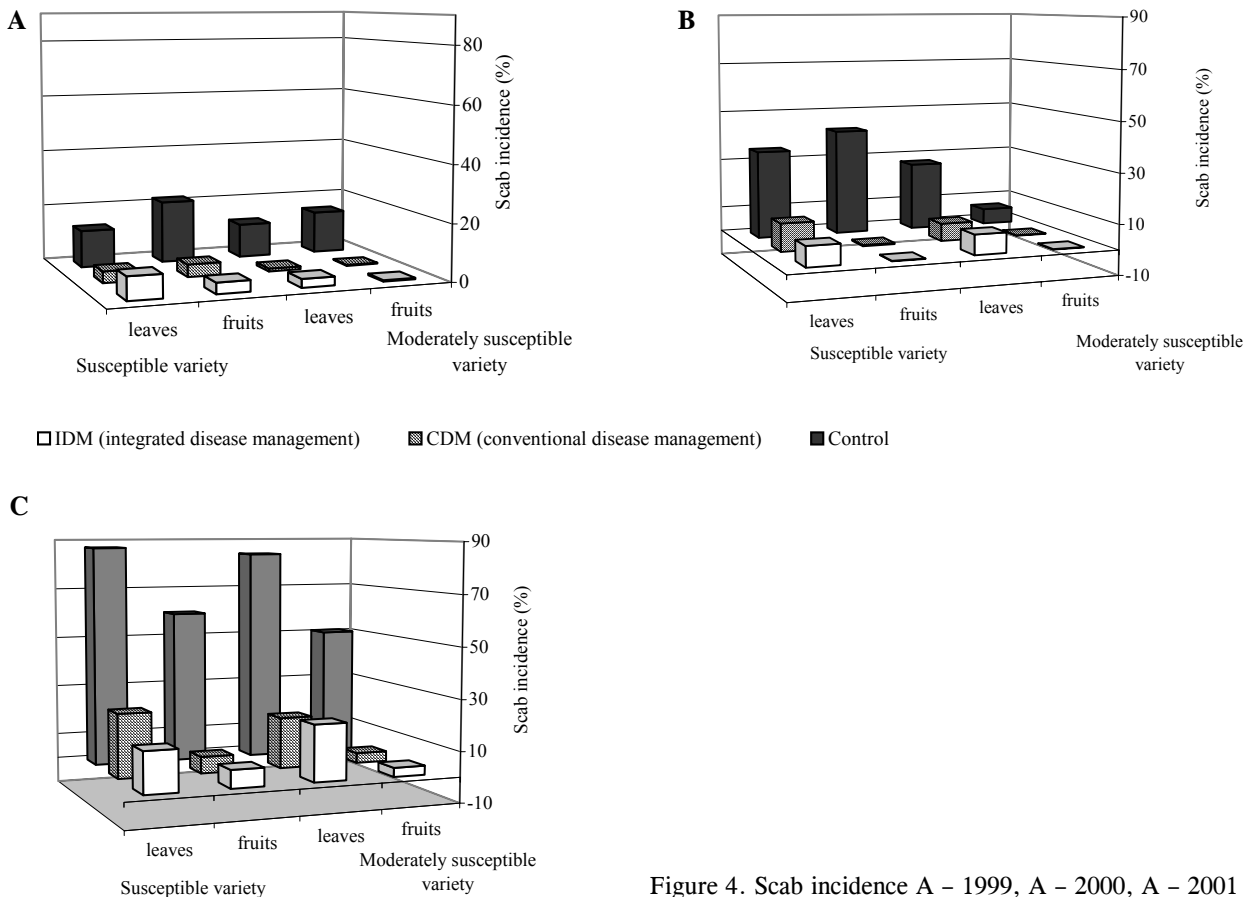 A
80
60
40
20
0
Scab incidence (%)
leaves
fruits
leaves
fruits
Susceptible variety
Moderately susceptible
variety
B
90
70
50
30
10
-10
Scab incidence (%)
leaves
fruits
leaves
fruits
Susceptible variety
Moderately susceptible
variety
IDM (integrated disease management) CDM (conventional disease management) Control
C
90
70
50
30
10
-10
Scab incidence (%)
leaves
fruits
leaves
fruits
Susceptible variety
Moderately susceptible
variety
Figure 4. Scab incidence A – 1999, A – 2000, A – 2001